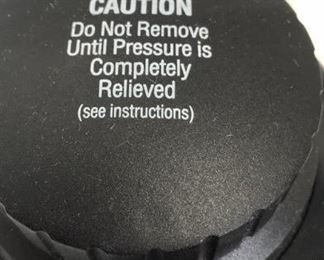 CAUTION
Do Not Remove
Until Pressure is
Completely
Relieved
(see instructions)